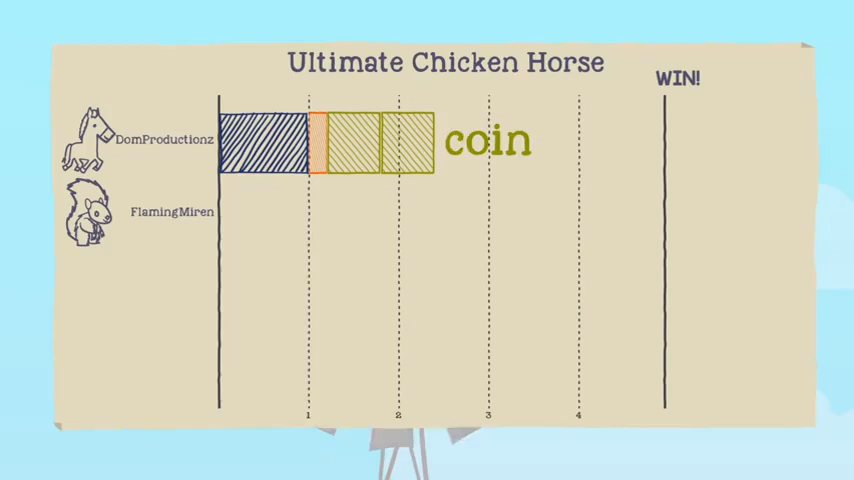 Ultimate Chicken Horse
WIN!
DomProductionz
coin
FlamingMiren
1 2 3 4